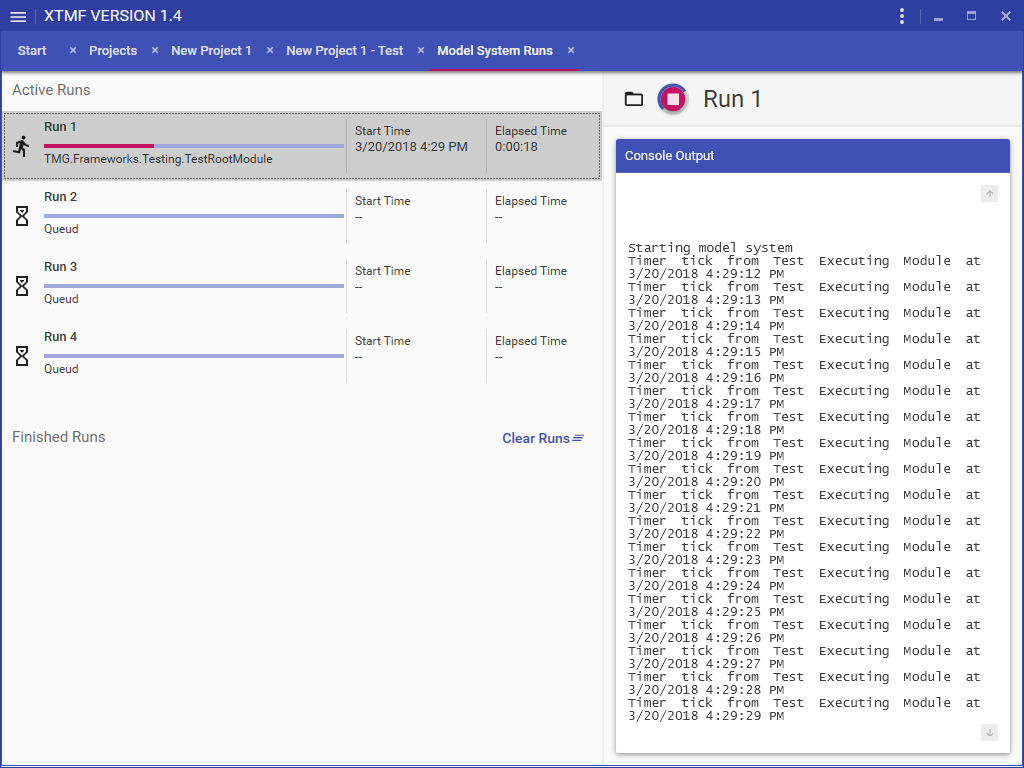 XTMF VERSION 1.4
Start Projects New Project 1 New Project 1 - Test Model System Runs
Active Runs
Run 1
TMG.Frameworks.Testing.TestRootModule
Start Time
3/20/2018 4:29 PM
Elapsed Time
0:00:18
Run 2
Queud
Start Time
--
Elapsed Time
--
Run 3
Queud
Start Time
--
Elapsed Time
--
Run 4
Queud
Start Time
--
Elapsed Time
--
Finished Runs
Clear Runs
Run 1
Console Output
Starting model system
Timer tick from Test Executing Module at
3/20/2018 4:29:12 PM
Timer tick from Test Executing Module at
3/20/2018 4:29:13 PM
Timer tick from Test Executing Module at
3/20/2018 4:29:14 PM
Timer tick from Test Executing Module at
3/20/2018 4:29:15 PM
Timer tick from Test Executing Module at
3/20/2018 4:29:16 PM
Timer tick from Test Executing Module at
3/20/2018 4:29:17 PM
Timer tick from Test Executing Module at
3/20/2018 4:29:18 PM
Timer tick from Test Executing Module at
3/20/2018 4:29:19 PM
Timer tick from Test Executing Module at
3/20/2018 4:29:20 PM
Timer tick from Test Executing Module at
3/20/2018 4:29:21 PM
Timer tick from Test Executing Module at
3/20/2018 4:29:22 PM
Timer tick from Test Executing Module at
3/20/2018 4:29:23 PM
Timer tick from Test Executing Module at
3/20/2018 4:29:24 PM
Timer tick from Test Executing Module at
3/20/2018 4:29:25 PM
Timer tick from Test Executing Module at
3/20/2018 4:29:26 PM
Timer tick from Test Executing Module at
3/20/2018 4:29:27 PM
Timer tick from Test Executing Module at
3/20/2018 4:29:28 PM
Timer tick from Test Executing Module at
3/20/2018 4:29:29 PM